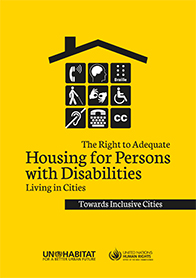 Braille
CC
The Right to Adequate
Housing for Persons
with Disabilities
Living in Cities
Towards Inclusive Cities
UN HABITAT
FOR A BETTER URBAN FUTURE
UNITED NATIONS
HUMAN RIGHTS